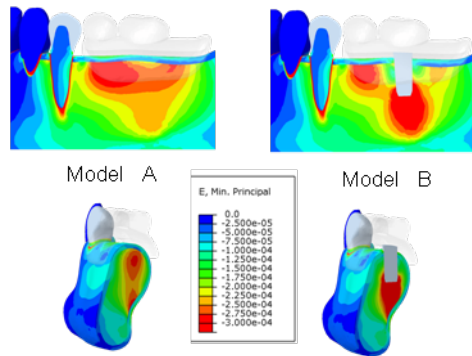 Model A
Model B
E, Min. Principal
0.0
-2.500e-05
-5.000e-05
-7.500e-05
-1.000e-04
-1.250e-04
-1.500e-04
-1.750e-04
-2.000e-04
-2.250e-04
-2.500e-04
-2.750e-04
-3.000e-04